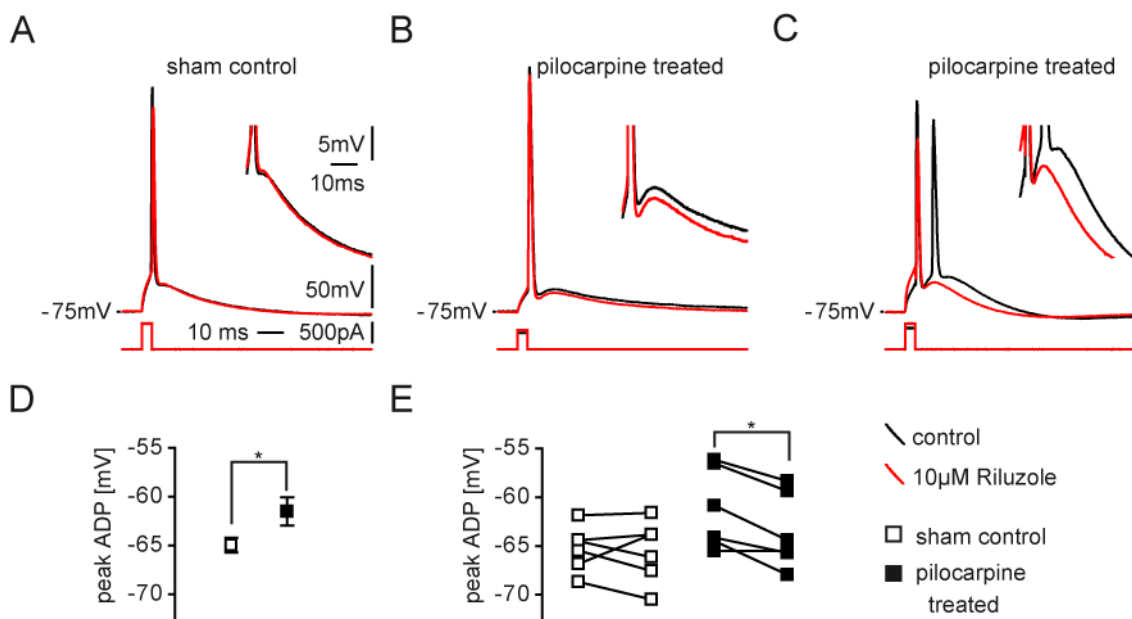 A
B
C
sham control
pilocarpine treated
pilocarpine treated
5mV
10ms
50mV
-75mV
-75mV
-75mV
10 ms
500pA
D
E
peak ADP [mV]
-55
-60
-65
-70
*
peak ADP [mV]
-55
-60
-65
-70
*
control
10µM Riluzole
sham control
pilocarpine
treated